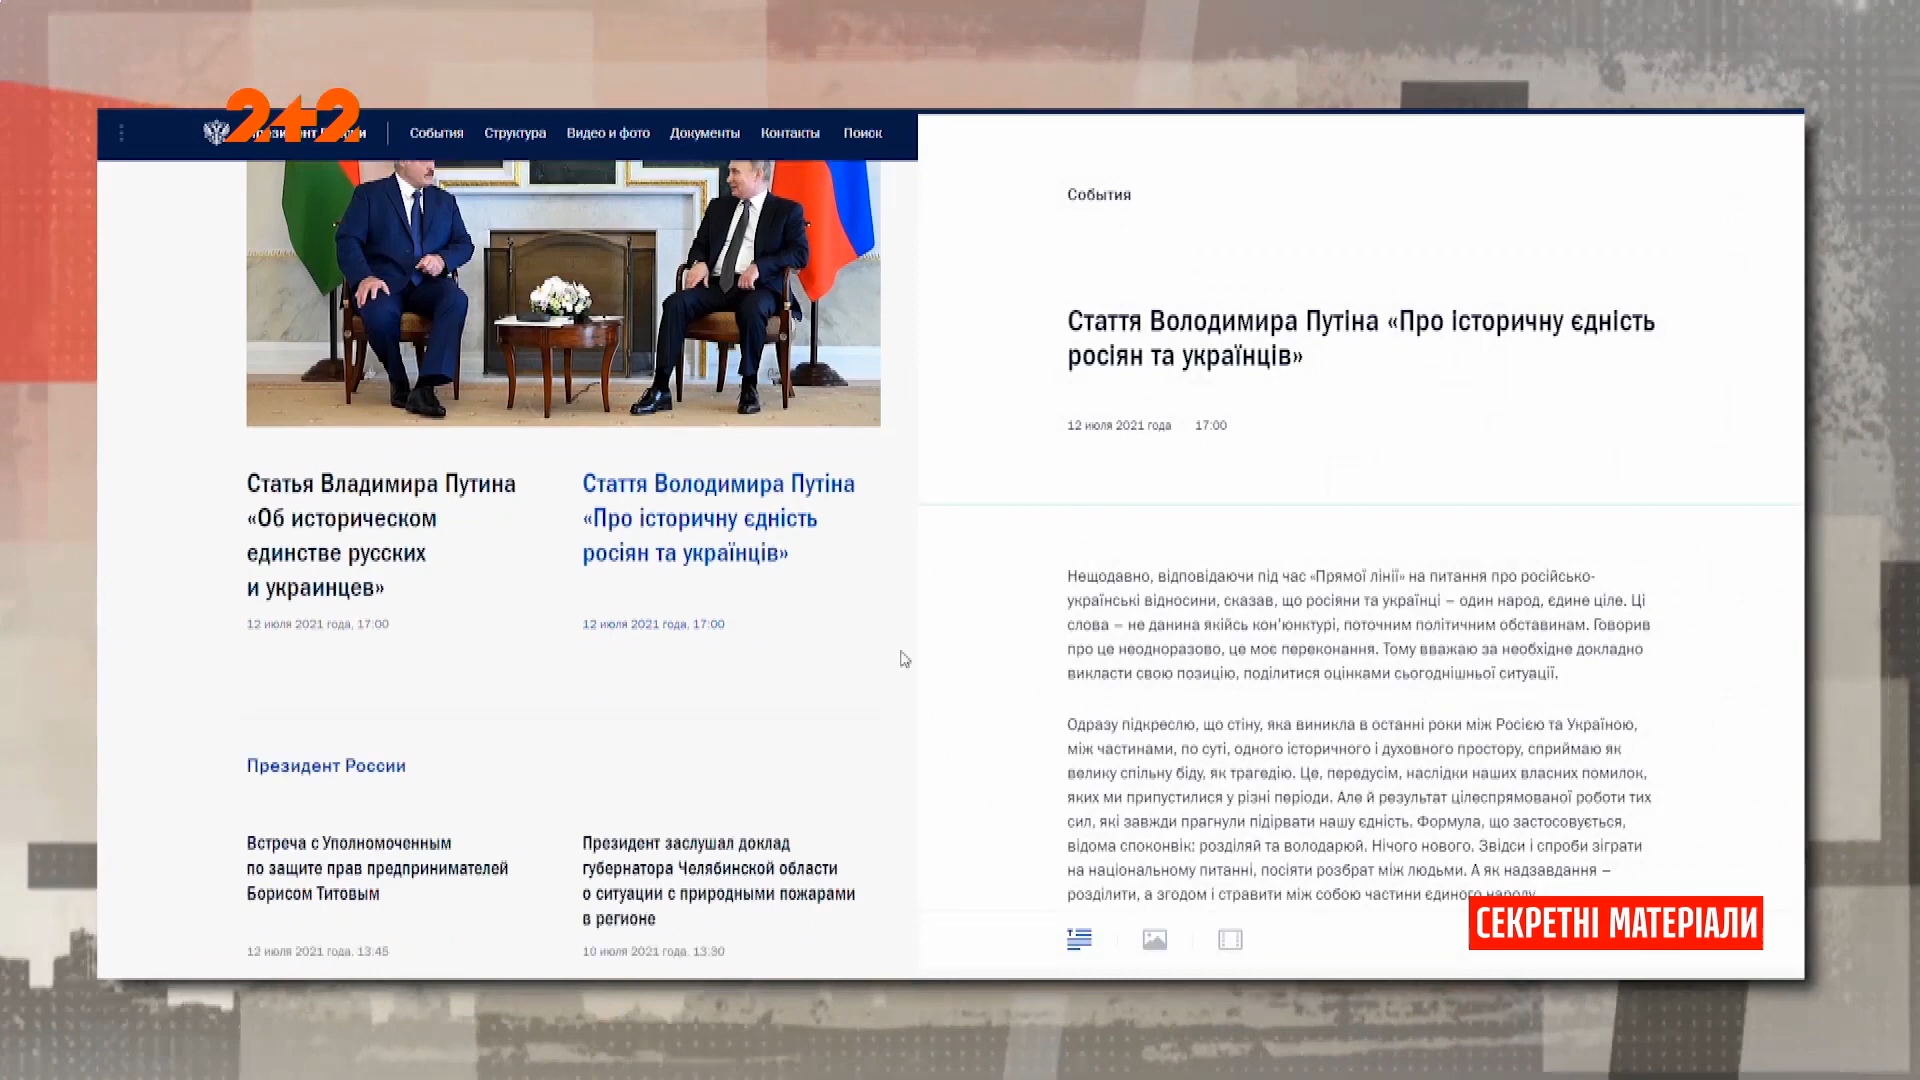 2+2
События
Структура
Видео и фото
Документы
Контакты
Поиск
Статья Владимира Путина
«Об историческом
единстве русских
и украинцев»
12 июля 2021 года, 17:00
Стаття Володимира Путіна
«Про історичну єдність
росіян та українців»
12 июля 2021 года, 17:00
Президент России
Встреча с Уполномоченным
по защите прав предпринимателей
Борисом Титовым
12 июля 2021 года, 13:45
Президент заслушал доклад
губернатора Челябинской области
о ситуации с природными пожарами
в регионе
10 июля 2021 года, 13:30
События
Стаття Володимира Путіна «Про історичну єдність
росіян та українців»
12 июля 2021 года 17:00
Нещодавно, відповідаючи під час «Прямої лінії» на питання про російсько-
українські відносини, сказав, що росіяни та українці – один народ, єдине ціле. Ці
слова – не данина якійсь кон'юнктурі, поточним політичним обставинам. Говорив
про це неодноразово, це моє переконання. Тому вважаю за необхідне докладно
викласти свою позицію, поділитися оцінками сьогоднішньої ситуації.
Одразу підкреслю, що стіну, яка виникла в останні роки між Росією та Україною,
між частинами, по суті, одного історичного і духовного простору, сприймаю як
велику спільну біду, як трагедію. Це, передусім, наслідки наших власних помилок,
яких ми припустилися у різні періоди. Але й результат цілеспрямованої роботи тих
сил, які завжди прагнули підірвати нашу єдність. Формула, що застосовується,
відома споконвік: розділяй та володарюй. Нічого нового. Звідси і спроби зіграти
на національному питанні, посіяти розбрат між людьми. А як надзавдання –
розділити, а згодом і стравити між собою частини єдиного народу.
СЕКРЕТНІ МАТЕРІАЛИ